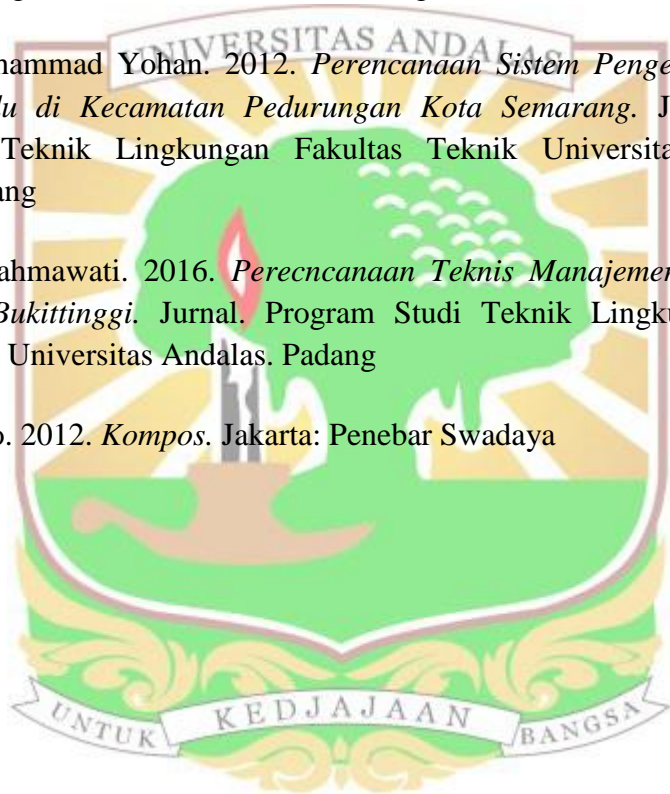 UNIVERSITAS ANDALAS
hammad Yohan. 2012. Perencanaan Sistem Penge
du di Kecamatan Pedurungan Kota Semarang. J
Teknik Lingkungan Fakultas Teknik Universita
ang
ahmawati. 2016. Perecncanaan Teknis Manajemen
Bukittinggi. Jurnal. Program Studi Teknik Lingku
Universitas Andalas. Padang
o. 2012. Kompos. Jakarta: Penebar Swadaya
UNTUK KEDJAJAAN BANGSA